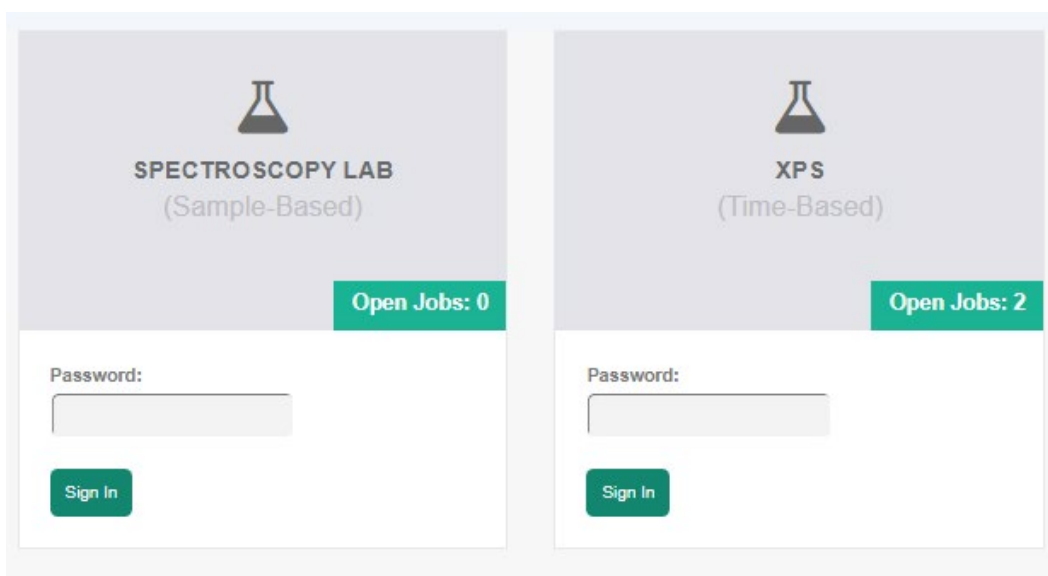 SPECTROSCOPY LAB
(Sample-Based)
Open Jobs: 0
Password:
Sign In
XPS
(Time-Based)
Open Jobs: 2
Password:
Sign In